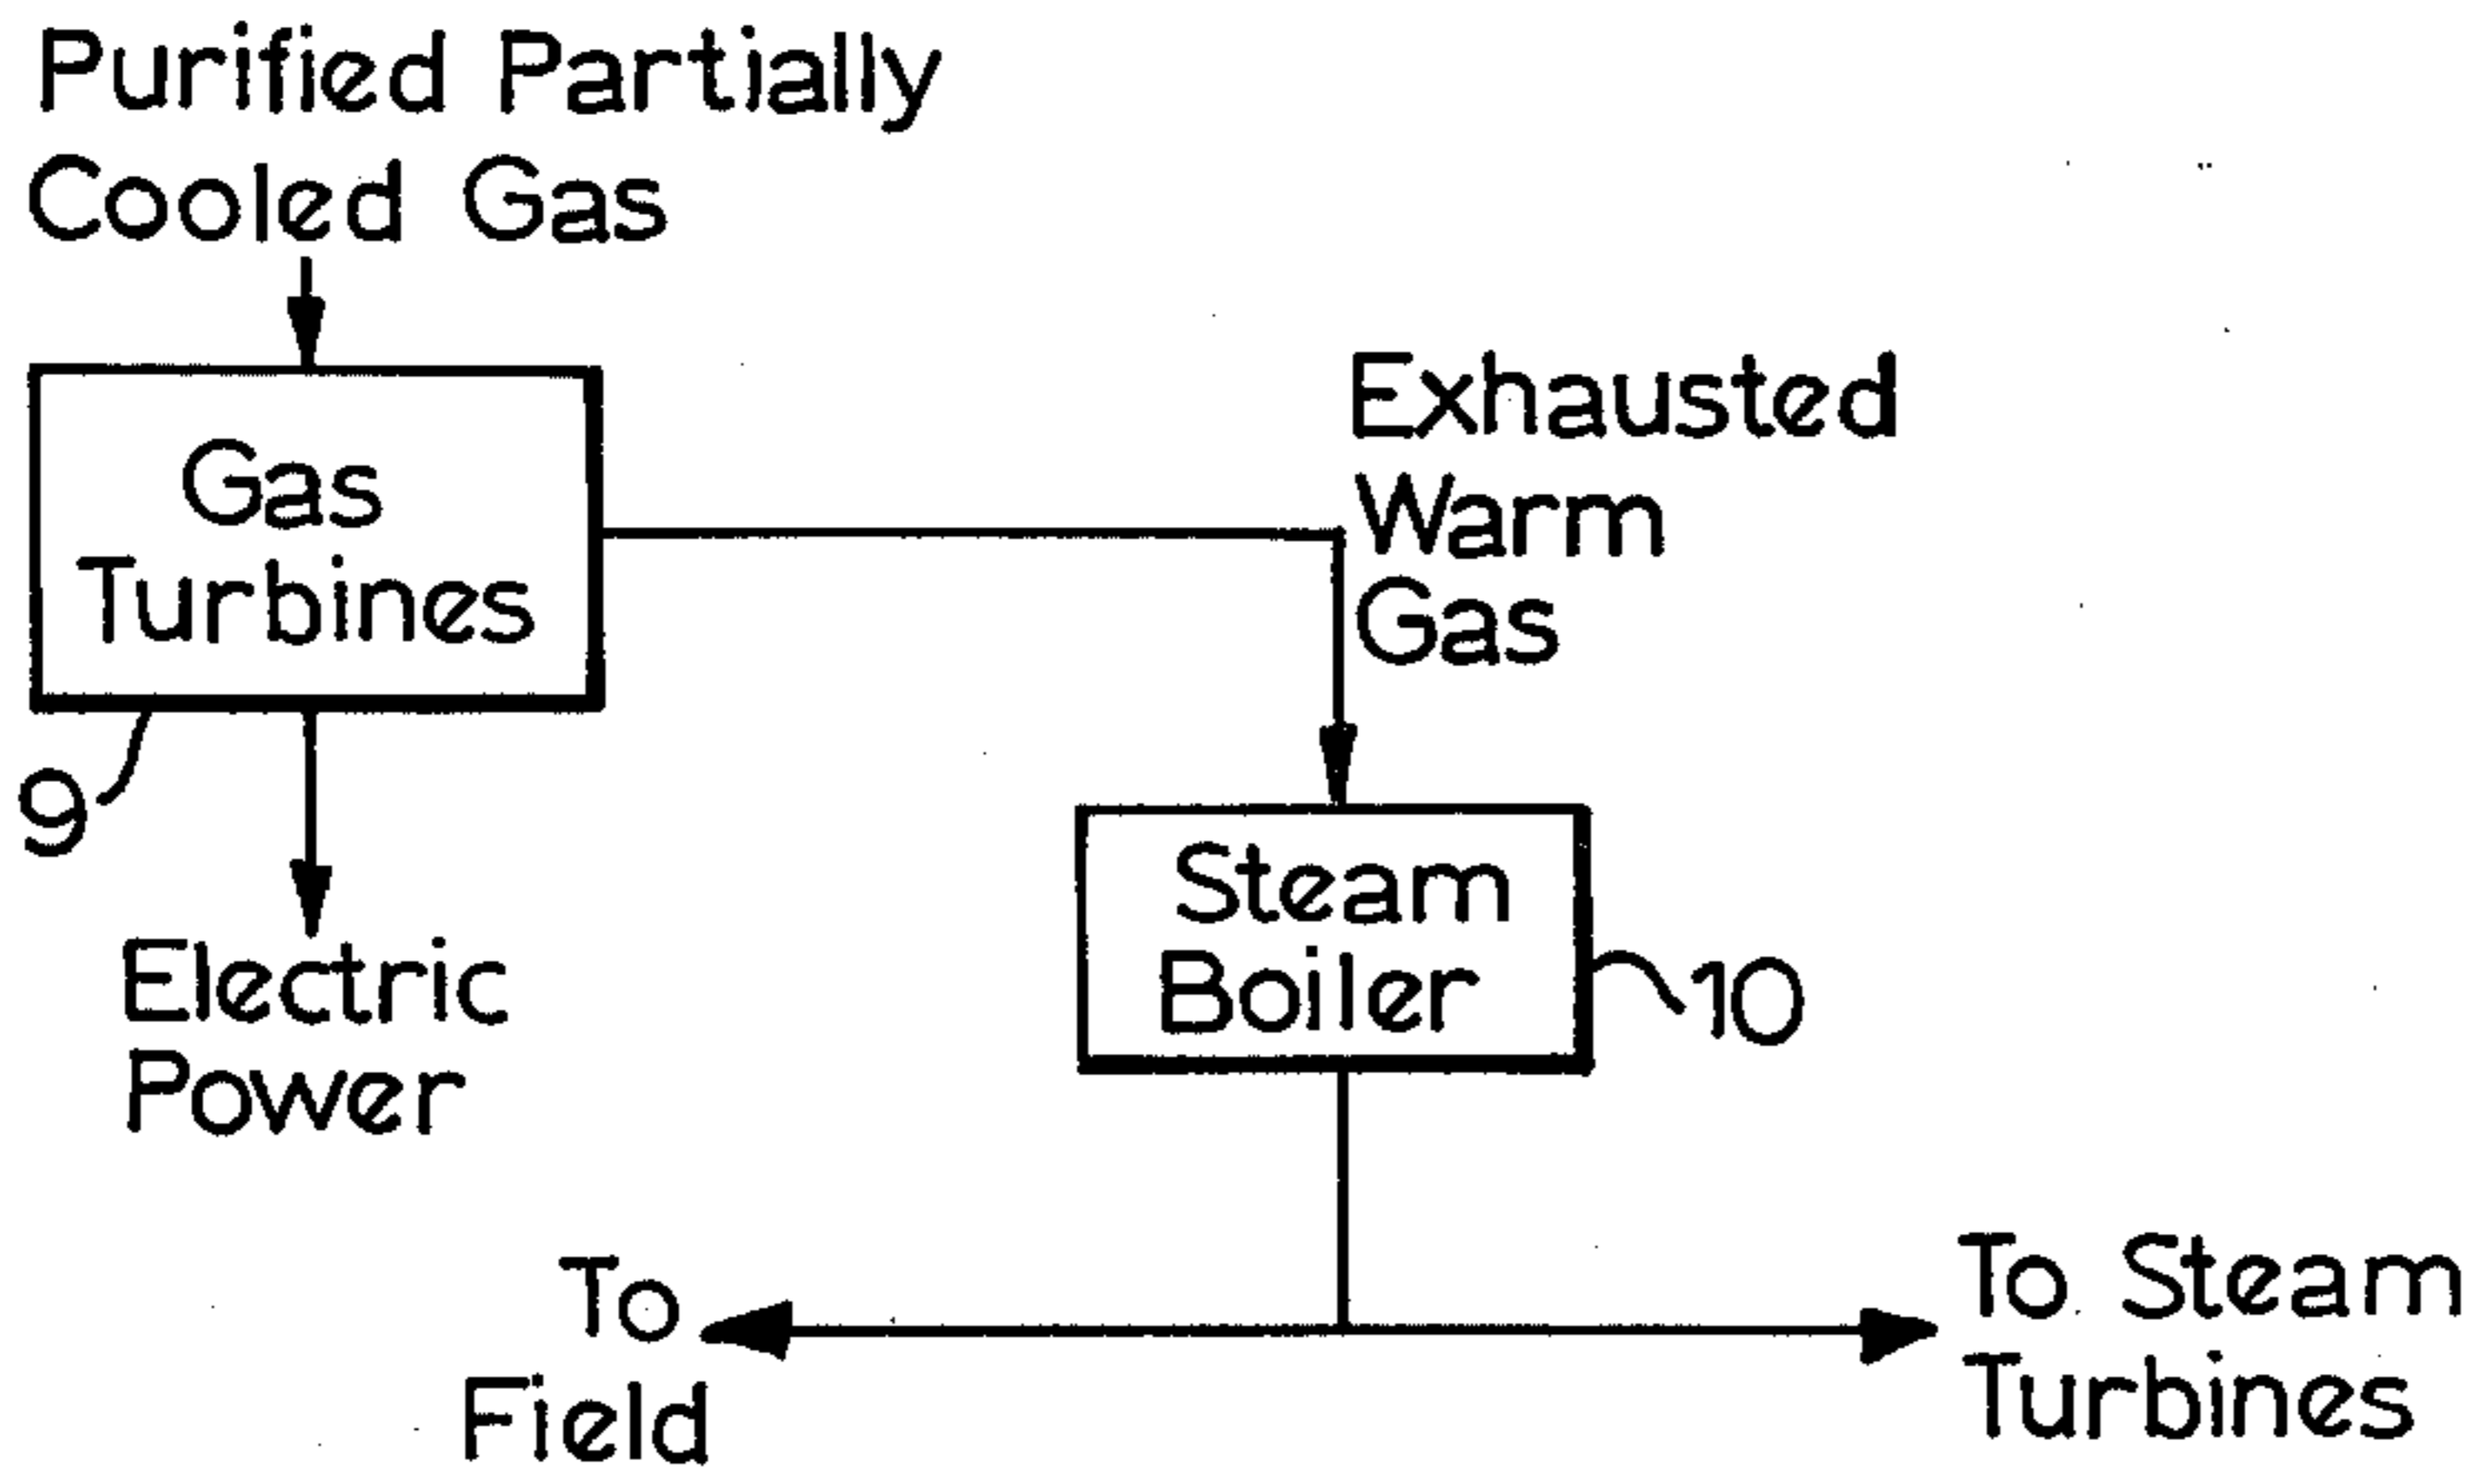 Purified Partially
Cooled Gas
Gas
Turbines
9
Electric
Power
Exhausted
Warm
Gas
Steam
Boiler
10
To
Field
To Steam
Turbines